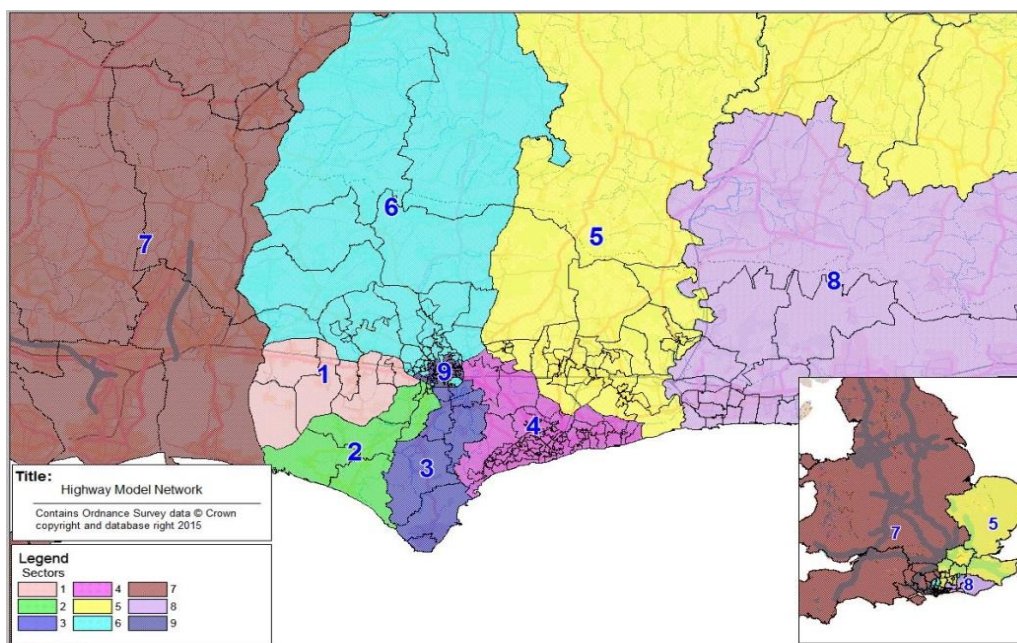 6
7
5
8
1
9
4
2
3
Title:
Highway Model Network
Contains Ordnance Survey data © Crown
copyright and database right 2015
Legend
Sectors
1 4 7
2 5 8
3 6 9
5
7
8